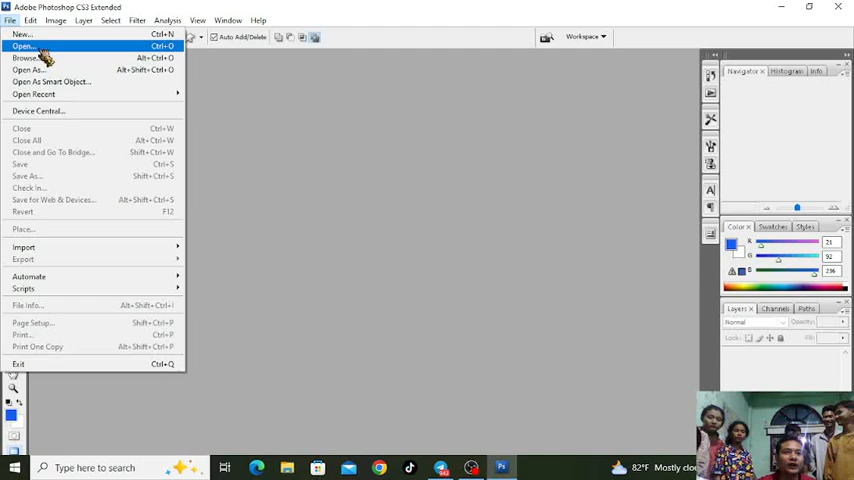 Adobe Photoshop CS3 Extended
File Edit Image Layer Select Filter Analysis View Window Help
New... Ctrl+N
Open... Ctrl+O
Browse... Alt+Ctrl+O
Open As... Alt+Shift+Ctrl+O
Open As Smart Object...
Open Recent
Device Central...
Close Ctrl+W
Close All Alt+Ctrl+W
Close and Go To Bridge... Shift+Ctrl+W
Save Ctrl+S
Save As... Shift+Ctrl+S
Check In...
Save for Web & Devices... Alt+Shift+Ctrl+S
Revert F12
Place...
Import
Export
Automate
Scripts
File Info... Alt+Shift+Ctrl+I
Page Setup... Shift+Ctrl+P
Print... Ctrl+P
Print One Copy Alt+Shift+Ctrl+P
Exit Ctrl+Q
Auto Add/Delete
Workspace
Navigator Histogram Info
Color Swatches Styles
R 21
G 92
B 236
Layers Channels Paths
Normal Opacity:
Lock: Fill:
Type here to search
82°F Mostly clou